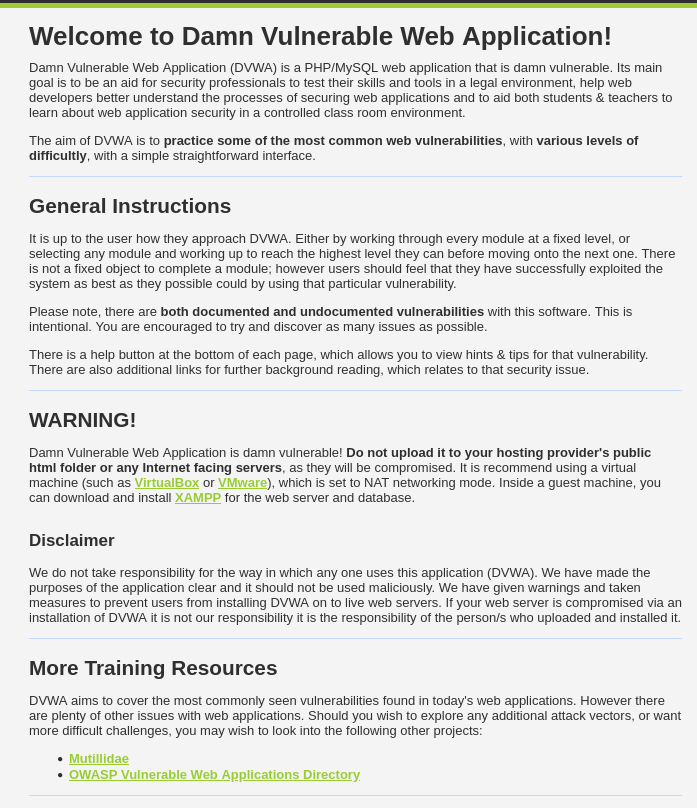 Welcome to Damn Vulnerable Web Application!
Damn Vulnerable Web Application (DVWA) is a PHP/MySQL web application that is damn vulnerable. Its main
goal is to be an aid for security professionals to test their skills and tools in a legal environment, help web
developers better understand the processes of securing web applications and to aid both students & teachers to
learn about web application security in a controlled class room environment.
The aim of DVWA is to practice some of the most common web vulnerabilities, with various levels of
difficultly, with a simple straightforward interface.
General Instructions
It is up to the user how they approach DVWA. Either by working through every module at a fixed level, or
selecting any module and working up to reach the highest level they can before moving onto the next one. There
is not a fixed object to complete a module; however users should feel that they have successfully exploited the
system as best as they possible could by using that particular vulnerability.
Please note, there are both documented and undocumented vulnerabilities with this software. This is
intentional. You are encouraged to try and discover as many issues as possible.
There is a help button at the bottom of each page, which allows you to view hints & tips for that vulnerability.
There are also additional links for further background reading, which relates to that security issue.
WARNING!
Damn Vulnerable Web Application is damn vulnerable! Do not upload it to your hosting provider's public
html folder or any Internet facing servers, as they will be compromised. It is recommend using a virtual
machine (such as VirtualBox or VMware), which is set to NAT networking mode. Inside a guest machine, you
can download and install XAMPP for the web server and database.
Disclaimer
We do not take responsibility for the way in which any one uses this application (DVWA). We have made the
purposes of the application clear and it should not be used maliciously. We have given warnings and taken
measures to prevent users from installing DVWA on to live web servers. If your web server is compromised via an
installation of DVWA it is not our responsibility it is the responsibility of the person/s who uploaded and installed it.
More Training Resources
DVWA aims to cover the most commonly seen vulnerabilities found in today's web applications. However there
are plenty of other issues with web applications. Should you wish to explore any additional attack vectors, or want
more difficult challenges, you may wish to look into the following other projects:
• Mutillidae
• OWASP Vulnerable Web Applications Directory